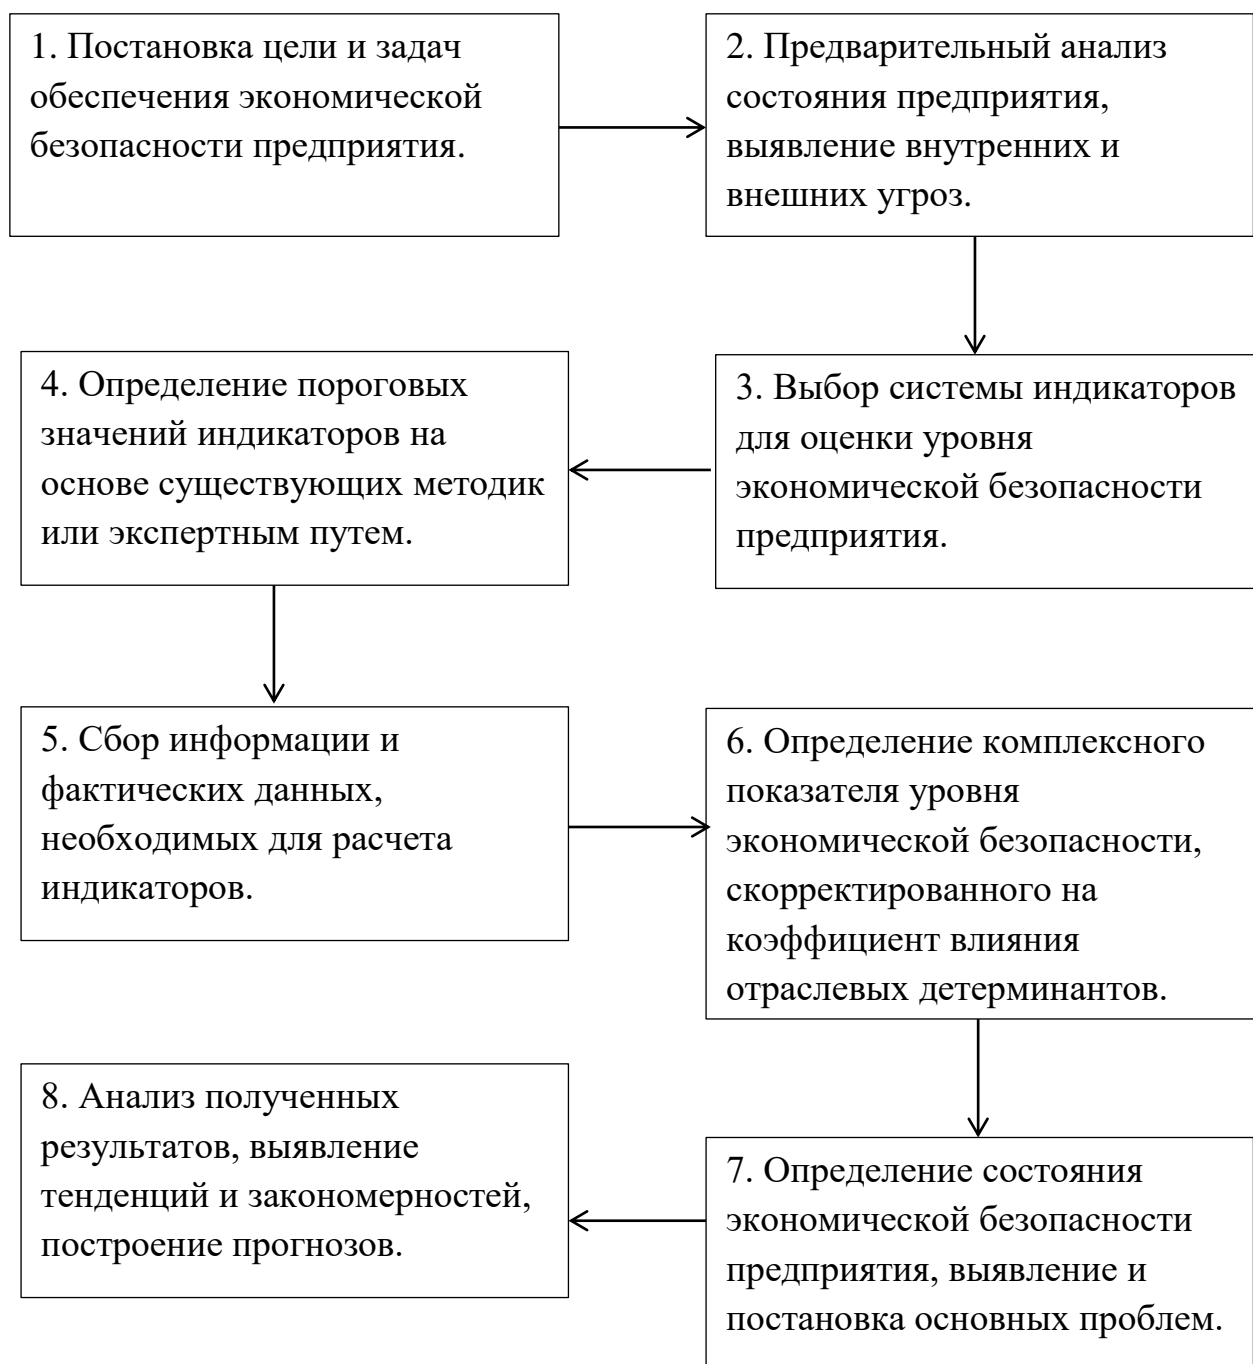 1. Постановка цели и задач
обеспечения экономической
безопасности предприятия.
2. Предварительный анализ
состояния предприятия,
выявление внутренних и
внешних угроз.
3. Выбор системы индикаторов
для оценки уровня
экономической безопасности
предприятия.
4. Определение пороговых
значений индикаторов на
основе существующих методик
или экспертным путем.
5. Сбор информации и
фактических данных,
необходимых для расчета
индикаторов.
6. Определение комплексного
показателя уровня
экономической безопасности,
скорректированного на
коэффициент влияния
отраслевых детерминантов.
7. Определение состояния
экономической безопасности
предприятия, выявление и
постановка основных проблем.
8. Анализ полученных
результатов, выявление
тенденций и закономерностей,
построение прогнозов.